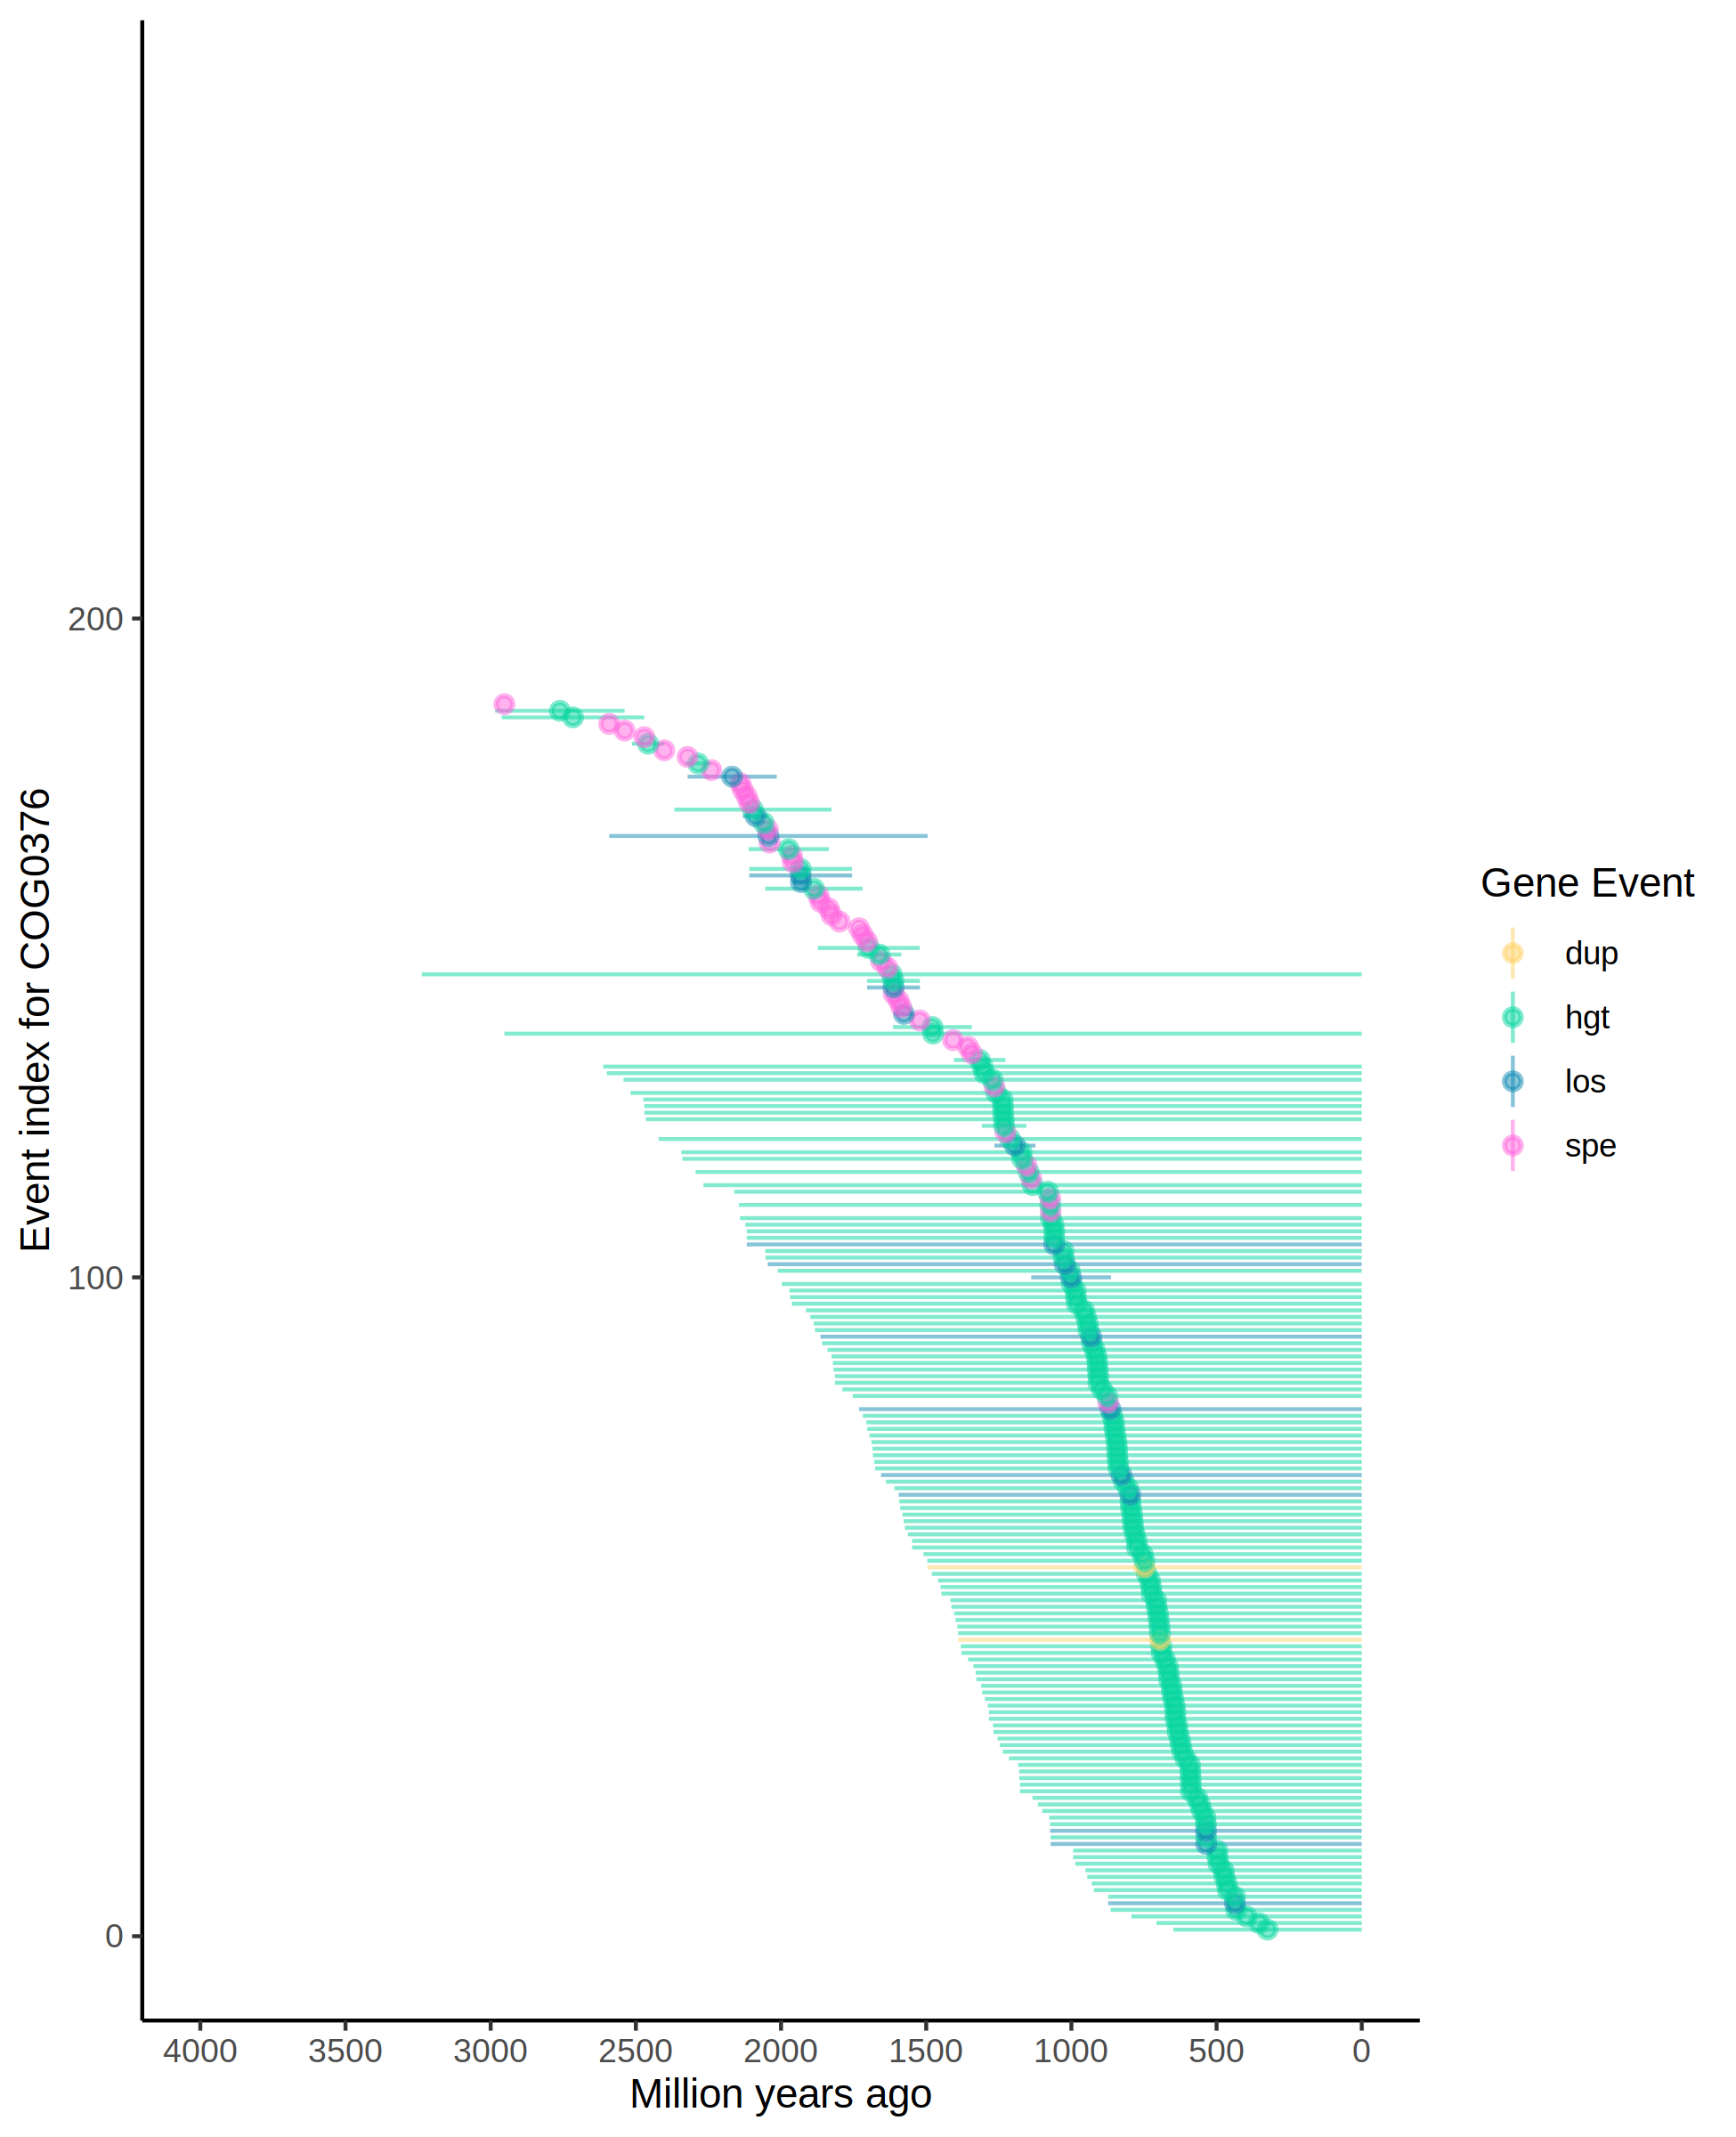 Event index for COG0376
200
100
0
4000 3500 3000 2500 2000 1500 1000 500 0
Million years ago
Gene Event
dup
hgt
los
spe